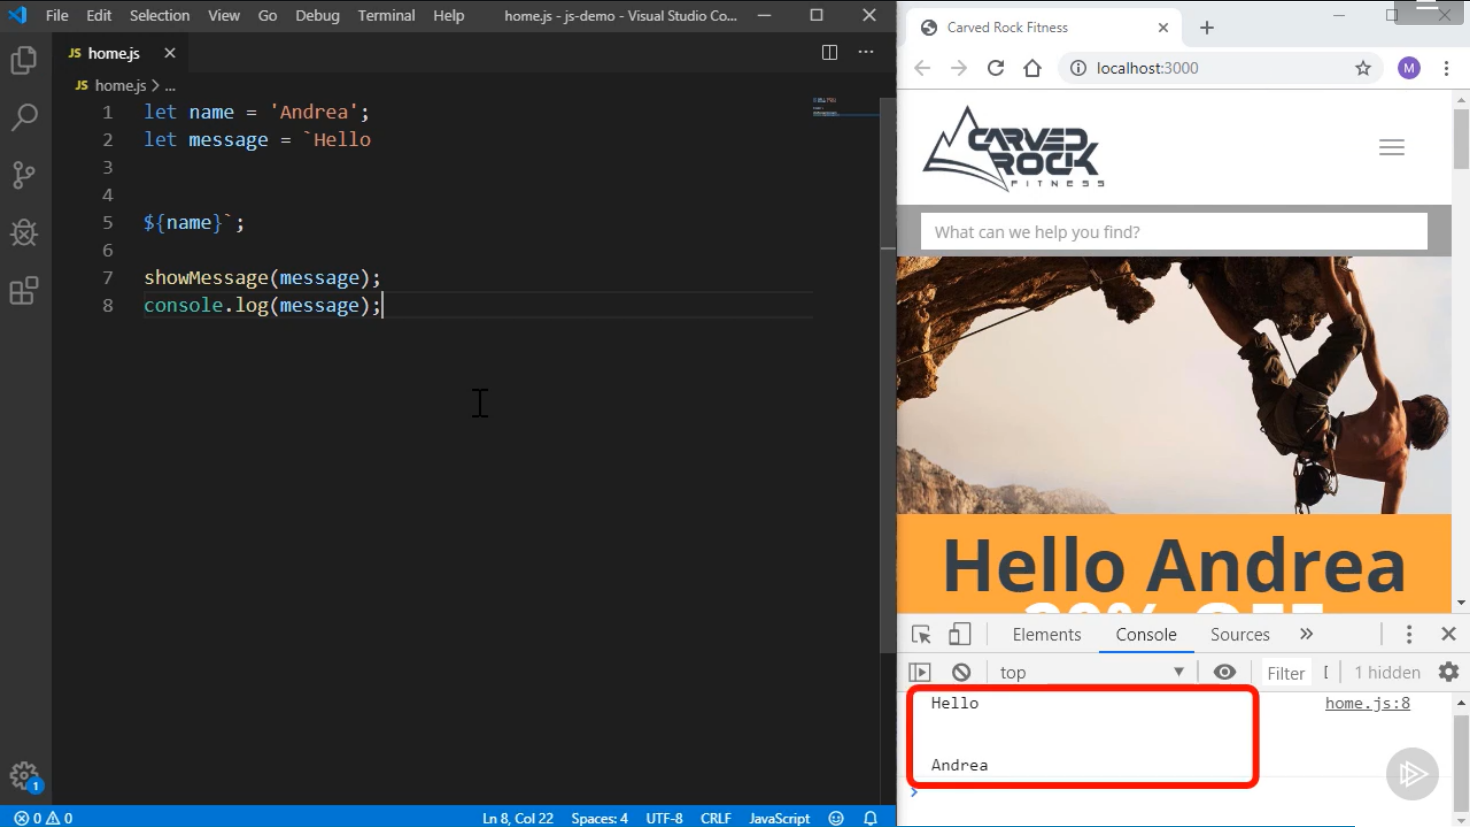 File Edit Selection View Go Debug Terminal Help home.js - js-demo - Visual Studio Co...
JS home.js
JS home.js > ...
1 let name = 'Andrea';
2 let message = `Hello
3
4
5 ${name}`;
6
7 showMessage(message);
8 console.log(message);
1
0 0 Ln 8, Col 22 Spaces: 4 UTF-8 CRLF JavaScript
Carved Rock Fitness
localhost:3000 M
CARVED
ROCK
FITNESS
What can we help you find?
Hello Andrea
Elements Console Sources »
top Filter 1 hidden
Hello home.js:8
Andrea